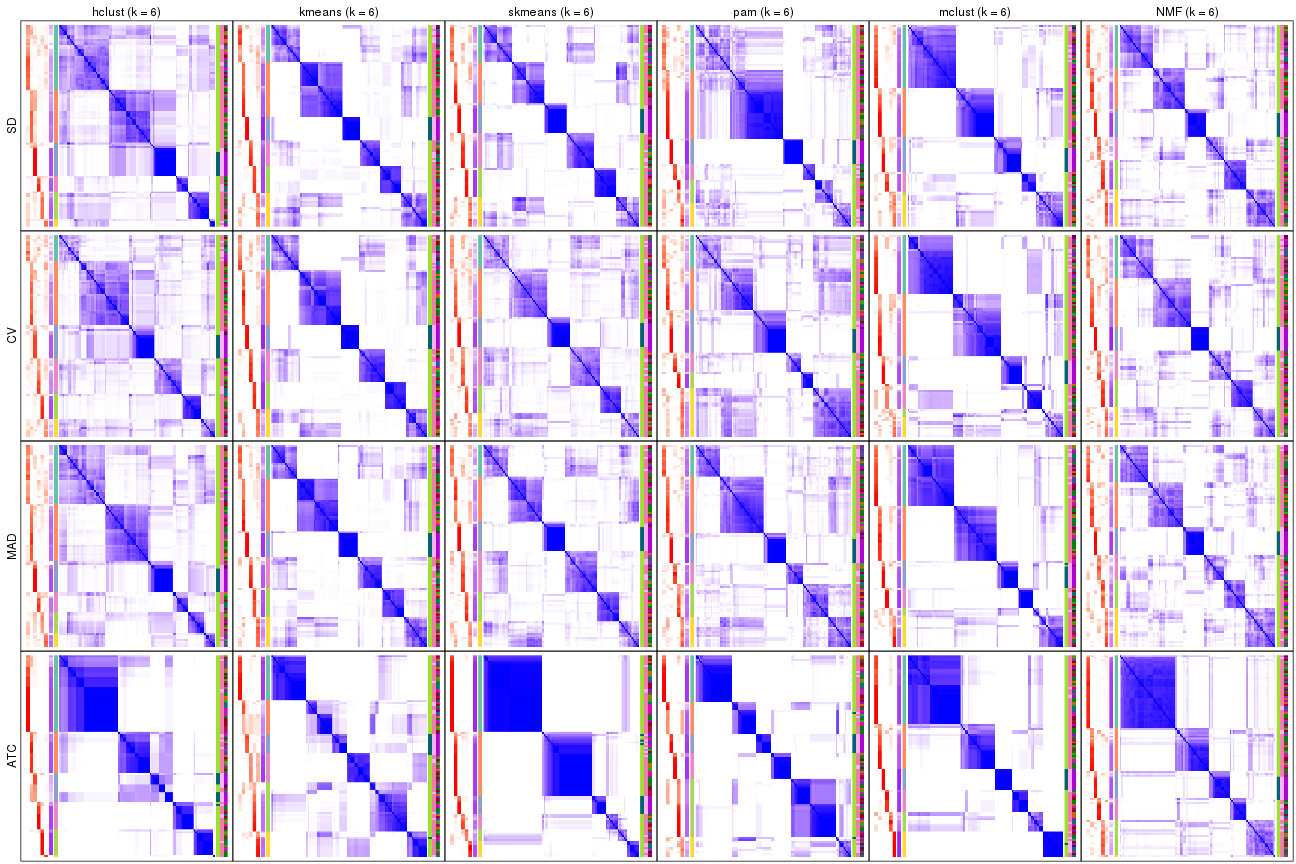 hclust (k = 6) kmeans (k = 6) skmeans (k = 6) pam (k = 6) mclust (k = 6) NMF (k = 6)
SD
CV
MAD
ATC